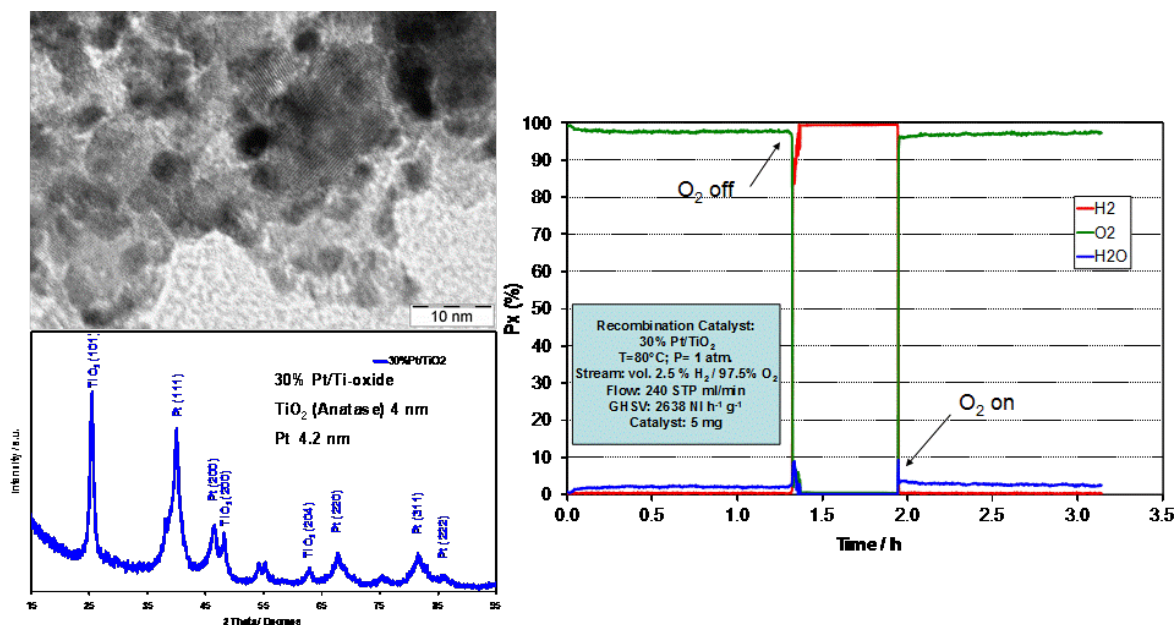 10 nm
30%Pt/TiO2
30% Pt/Ti-oxide
TiO₂ (Anatase) 4 nm
Pt 4.2 nm
TiO₂ (101)
Pt (111)
Pt (200)
TiO₂ (200)
TiO₂ (204)
Pt (220)
Pt (311)
Pt (222)
Intensity / a.u.
15 25 35 45 55 65 75 85 95
2 Theta/ Degrees
100
90
80
70
60
50
40
30
20
10
0
Px (%)
O₂ off
H2
O2
H2O
Recombination Catalyst:
30% Pt/TiO₂
T=80°C; P= 1 atm.
Stream: vol. 2.5 % H₂ / 97.5% O₂
Flow: 240 STP ml/min
GHSV: 2638 Nl h⁻¹ g⁻¹
Catalyst: 5 mg
O₂ on
0.0 0.5 1.0 1.5 2.0 2.5 3.0 3.5
Time / h